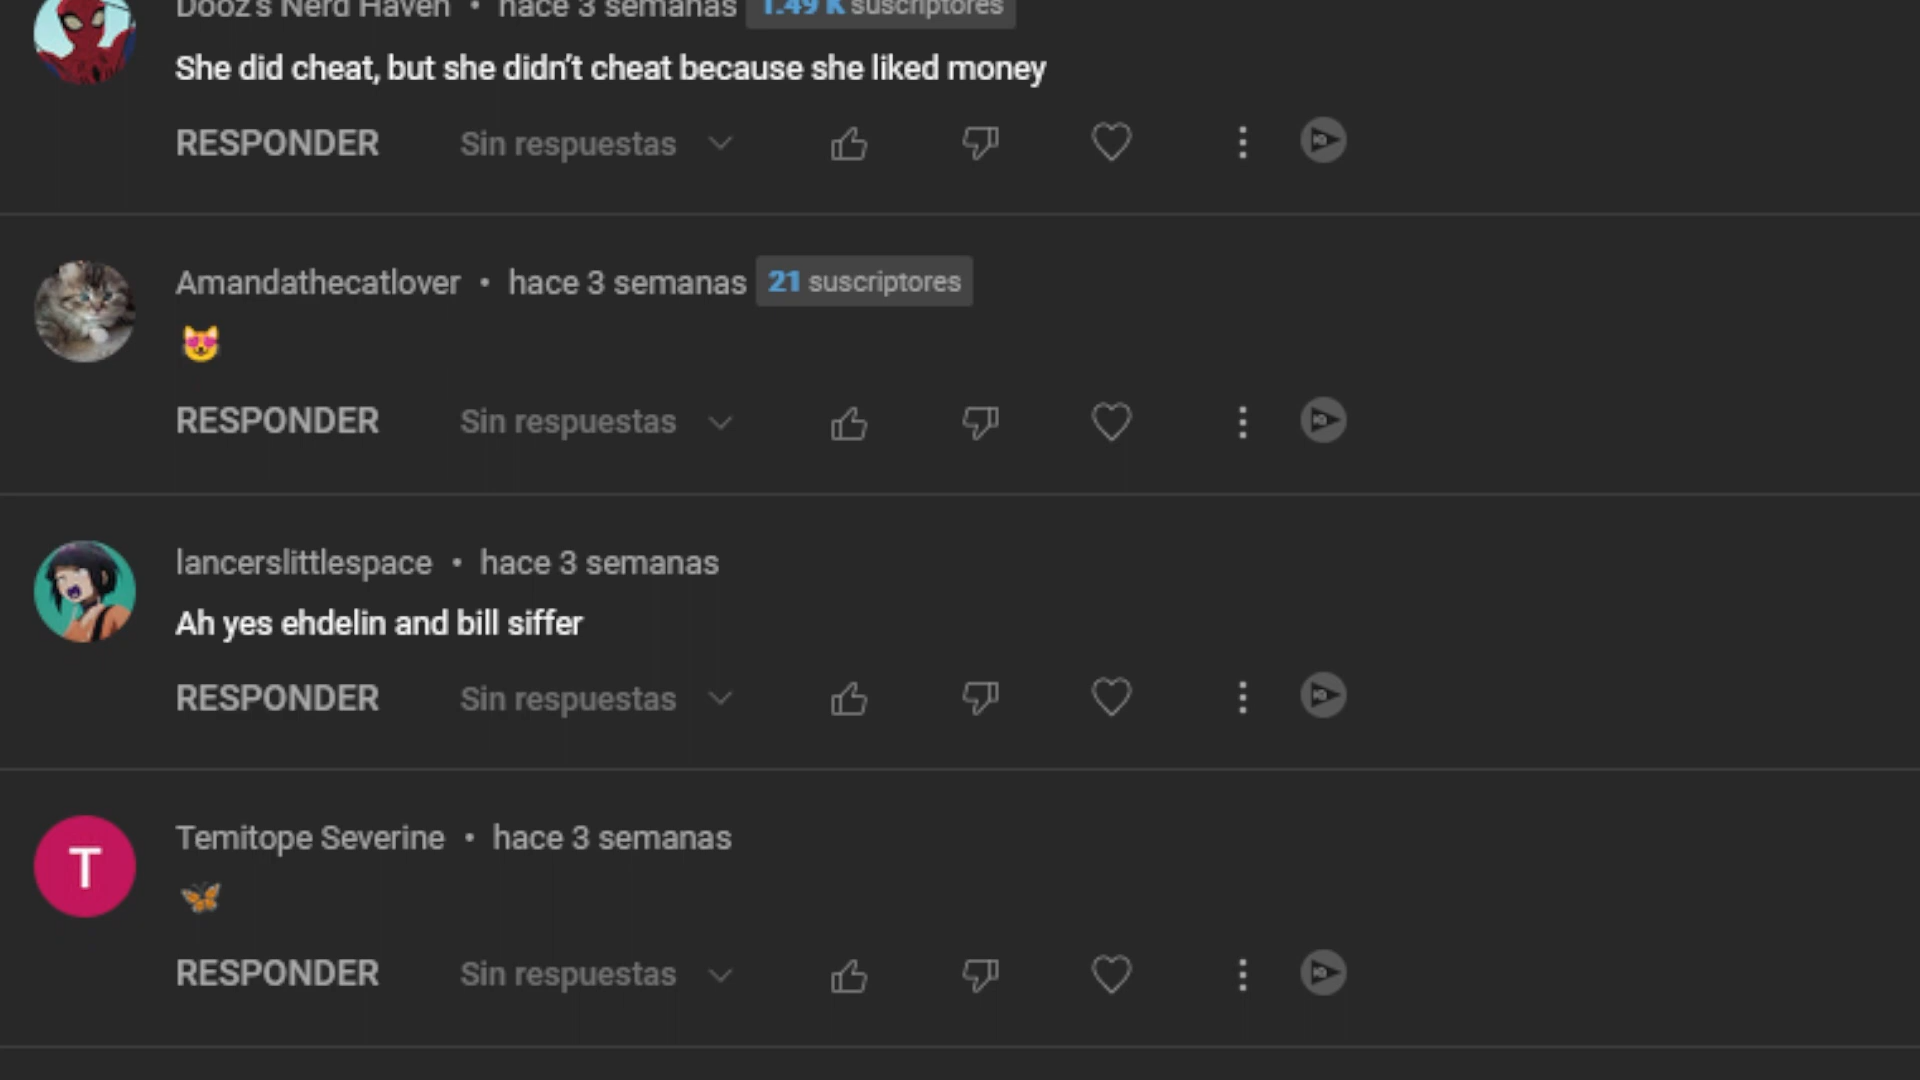 Dooz's Nerd Haven • hace 3 semanas 1.49 K suscriptores
She did cheat, but she didn't cheat because she liked money
RESPONDER Sin respuestas
Amandathecatlover • hace 3 semanas 21 suscriptores
😻
RESPONDER Sin respuestas
lancerslittlespace • hace 3 semanas
Ah yes ehdelin and bill siffer
RESPONDER Sin respuestas
T Temitope Severine • hace 3 semanas
🦋
RESPONDER Sin respuestas